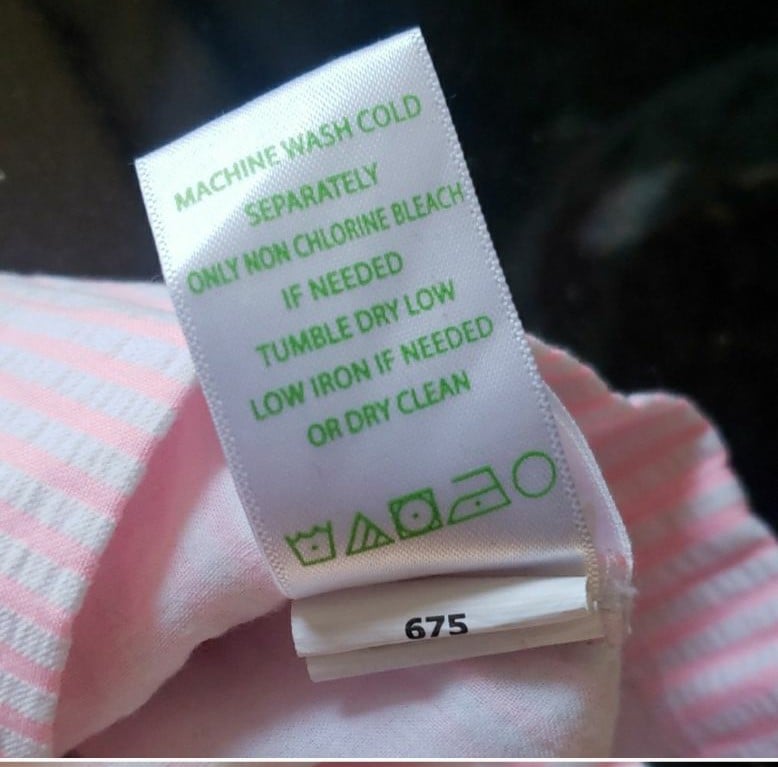 MACHINE WASH COLD
SEPARATELY
ONLY NON CHLORINE BLEACH
IF NEEDED
TUMBLE DRY LOW
LOW IRON IF NEEDED
OR DRY CLEAN
675